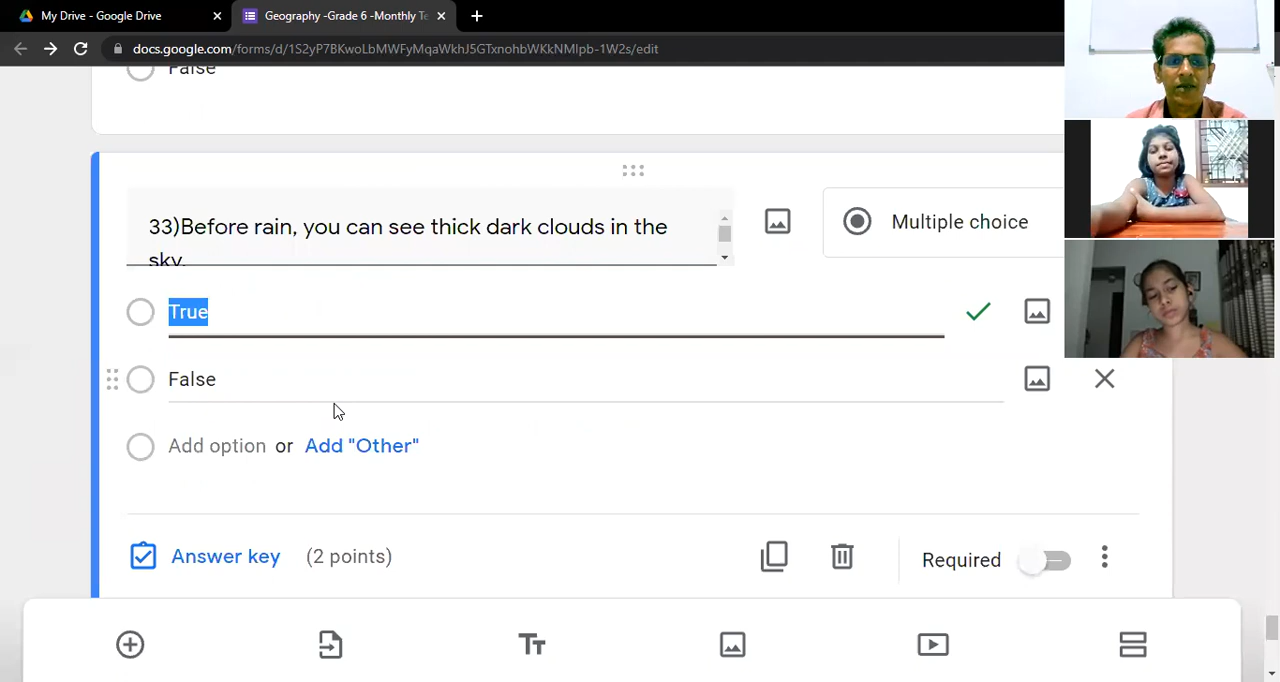 My Drive - Google Drive
Geography -Grade 6 -Monthly Te
docs.google.com/forms/d/1S2yP7BKwoLbMWFyMqaWkhJ5GTxnohbWKkNMlpb-1W2s/edit
False
33)Before rain, you can see thick dark clouds in the
sky.
Multiple choice
True
False
Add option or Add "Other"
Answer key (2 points)
Required
Tт